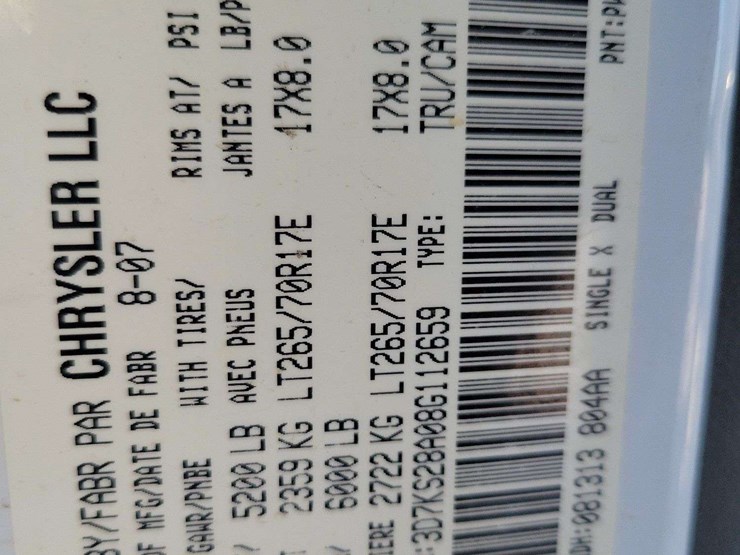 BY/FABR PAR CHRYSLER LLC
OF MFG/DATE DE FABR 8-07
GAWR/PNBE WITH TIRES/ RIMS AT/ PSI
/ 5200 LB AVEC PNEUS JANTES A LB/P
T 2359 KG LT265/70R17E 17X8.0
/ 6000 LB
IERE 2722 KG LT265/70R17E 17X8.0
:3D7KS28A08G112659 TYPE: TRU/CAM
DH:081313 804AA SINGLE X DUAL PNT:PW